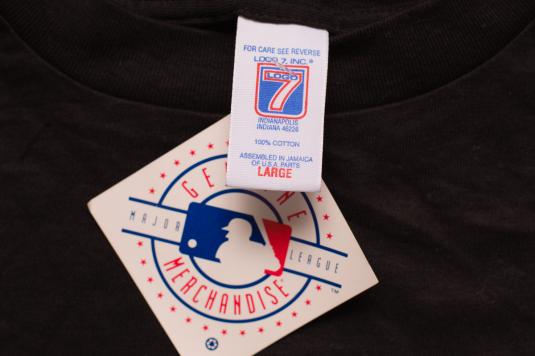 FOR CARE SEE REVERSE
LOGO 7, INC.®
LOGO
7
INDIANAPOLIS
INDIANA 46226
100% COTTON
ASSEMBLED IN JAMAICA
OF U.S.A. PARTS
LARGE
GENUINE
MAJOR LEAGUE
MERCHANDISE
™